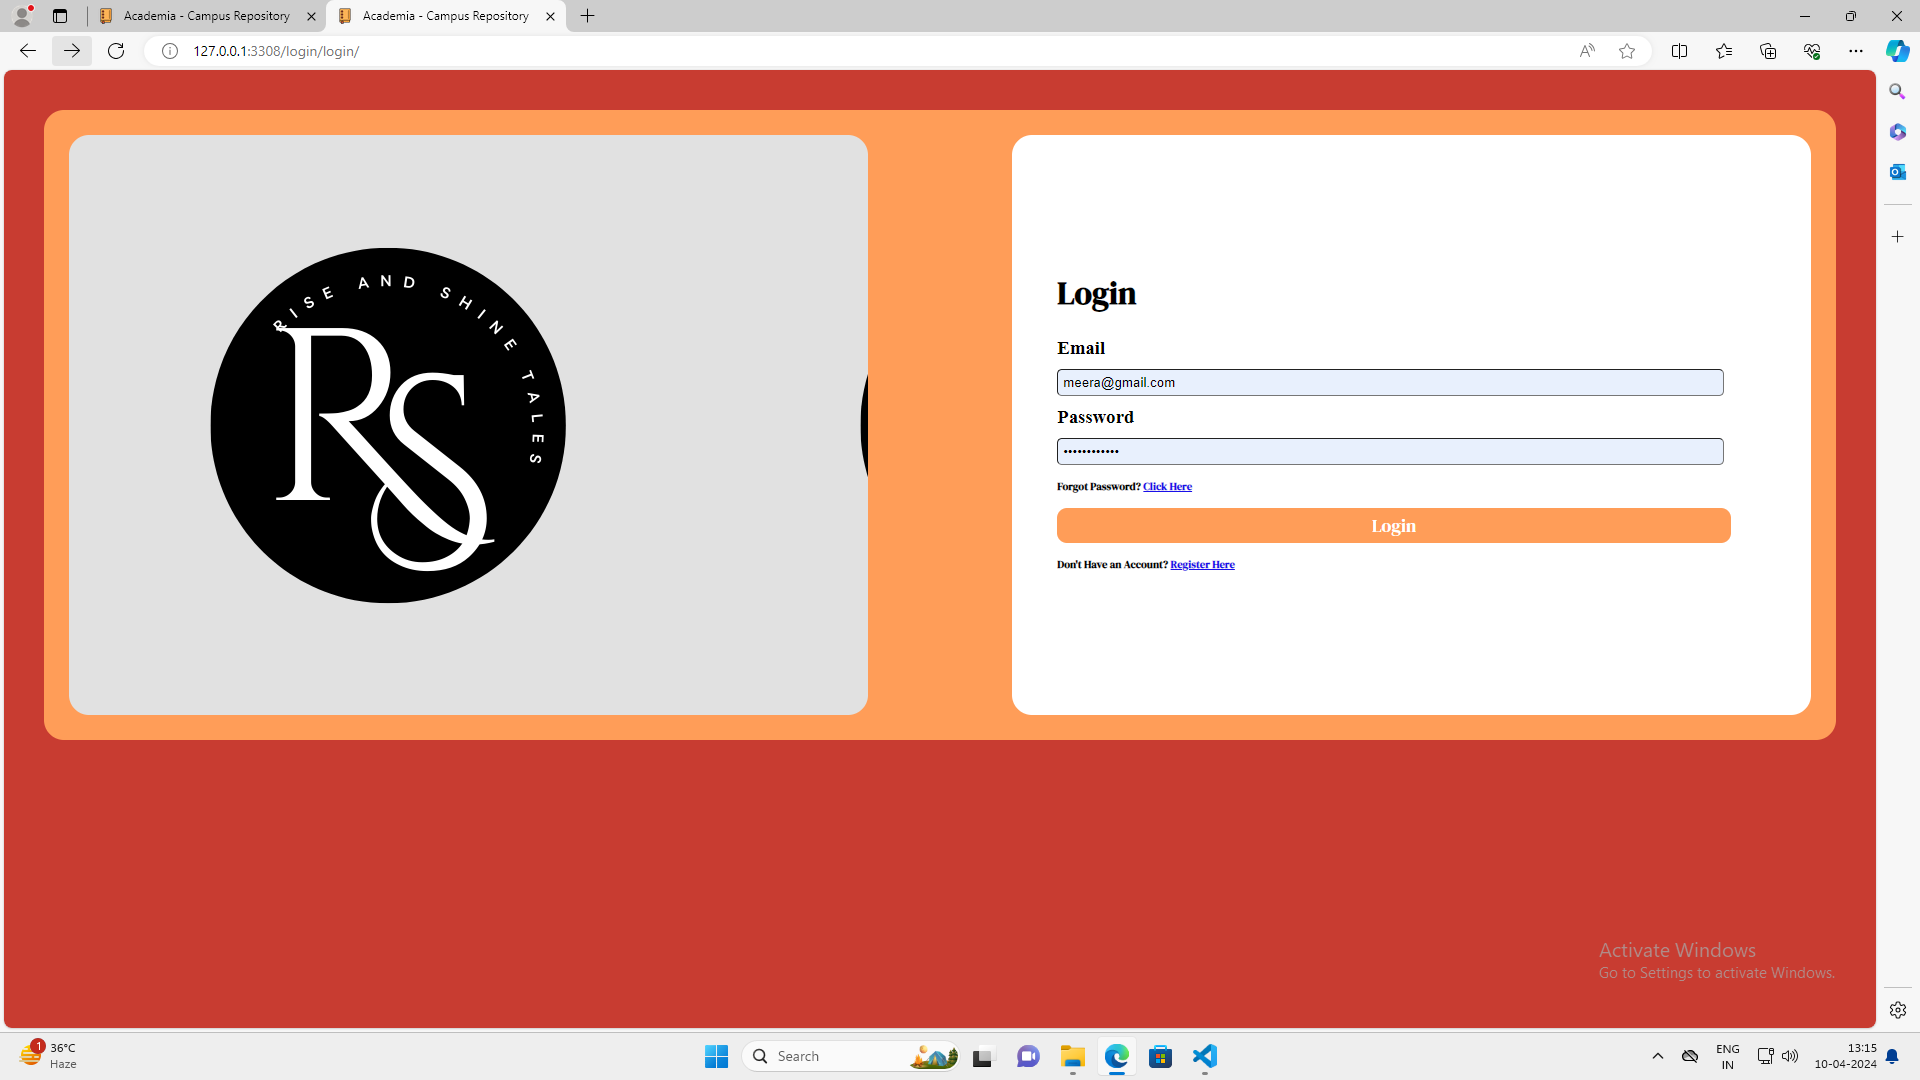 Academia - Campus Repository
Academia - Campus Repository
127.0.0.1:3308/login/login/
RISE AND SHINE TALES
RS
Login
Email
meera@gmail.com
Password
••••••••••••
Forgot Password? Click Here
Login
Don't Have an Account? Register Here
Activate Windows
Go to Settings to activate Windows.
1
36°C
Haze
Search
ENG
IN
13:15
10-04-2024